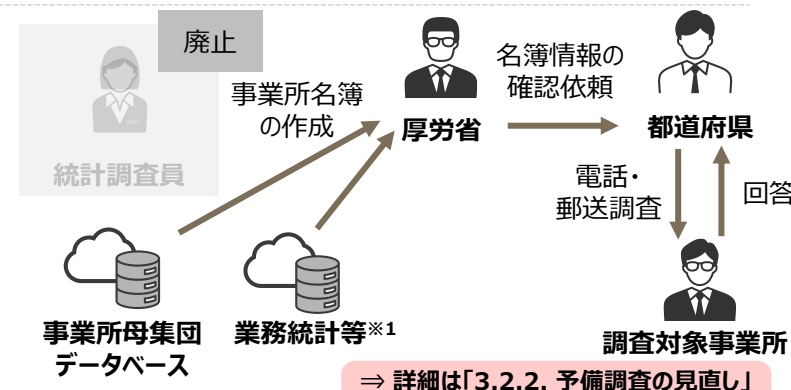 廃止
統計調査員
事業所名簿
の作成
厚労省
名簿情報の
確認依頼
都道府県
電話・
郵送調査
回答
事業所母集団
データベース
業務統計等※1
調査対象事業所
⇒ 詳細は「3.2.2. 予備調査の見直し」